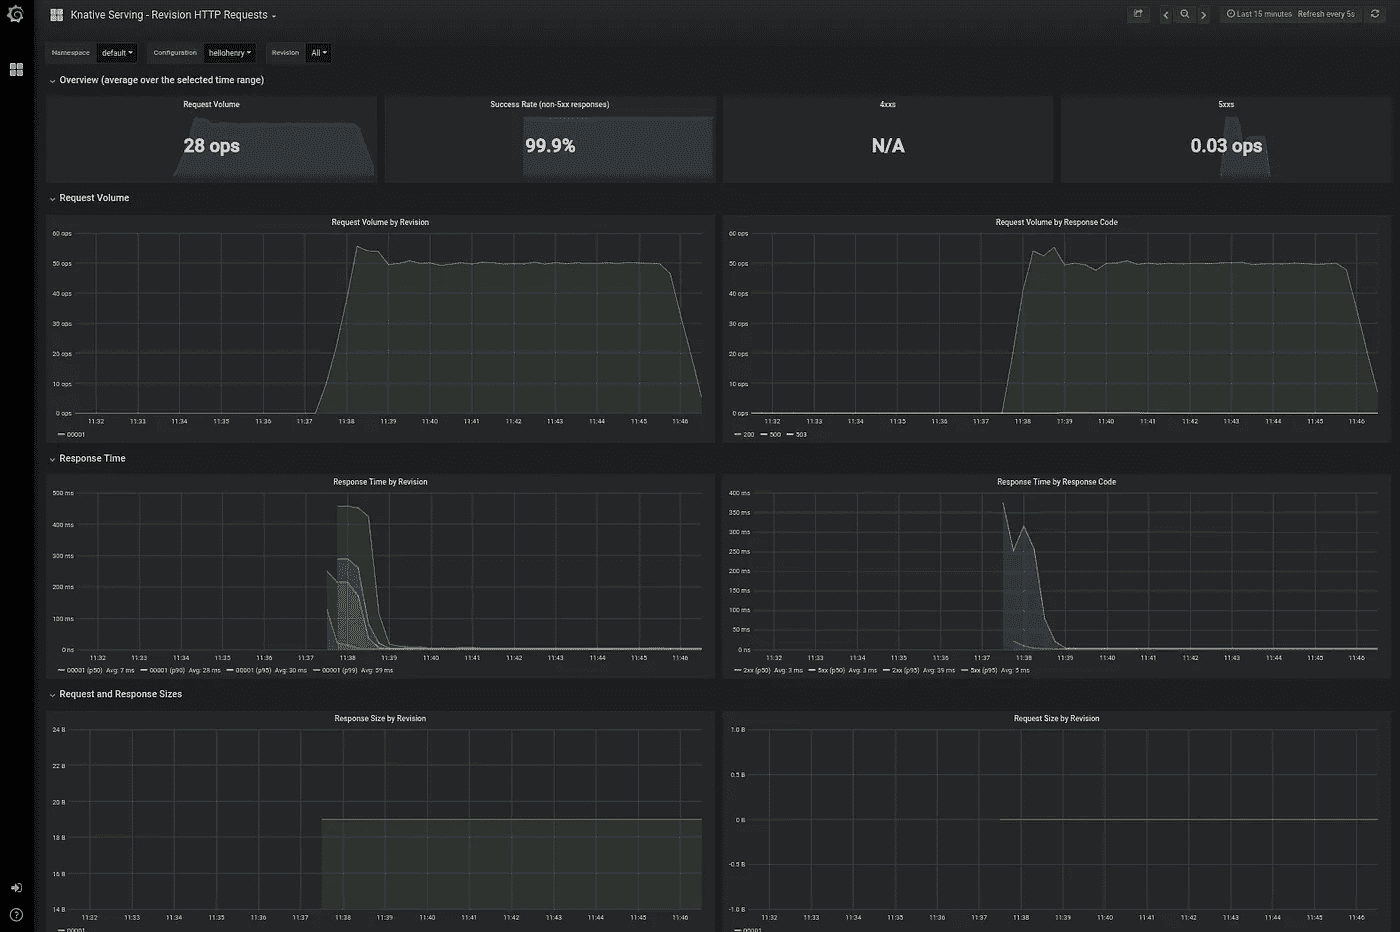 Knative Serving - Revision HTTP Requests
Last 15 minutes Refresh every 5s
Namespace default Configuration hellohenry Revision All
Overview (average over the selected time range)
Request Volume
28 ops
Success Rate (non-5xx responses)
99.9%
4xxs
N/A
5xxs
0.03 ops
Request Volume
Request Volume by Revision
60 ops
50 ops
40 ops
30 ops
20 ops
10 ops
0 ops
11:32 11:33 11:34 11:35 11:36 11:37 11:38 11:39 11:40 11:41 11:42 11:43 11:44 11:45 11:46
00001
Request Volume by Response Code
60 ops
50 ops
40 ops
30 ops
20 ops
10 ops
0 ops
11:32 11:33 11:34 11:35 11:36 11:37 11:38 11:39 11:40 11:41 11:42 11:43 11:44 11:45 11:46
200 500 503
Response Time
Response Time by Revision
500 ms
400 ms
300 ms
200 ms
100 ms
0 ns
11:32 11:33 11:34 11:35 11:36 11:37 11:38 11:39 11:40 11:41 11:42 11:43 11:44 11:45 11:46
00001 (p50) Avg: 7 ms 00001 (p90) Avg: 28 ms 00001 (p95) Avg: 30 ms 00001 (p99) Avg: 59 ms
Response Time by Response Code
400 ms
350 ms
300 ms
250 ms
200 ms
150 ms
100 ms
50 ms
0 ns
11:32 11:33 11:34 11:35 11:36 11:37 11:38 11:39 11:40 11:41 11:42 11:43 11:44 11:45 11:46
2xx (p50) Avg: 3 ms 5xx (p50) Avg: 3 ms 2xx (p95) Avg: 39 ms 5xx (p95) Avg: 5 ms
Request and Response Sizes
Response Size by Revision
24 B
22 B
20 B
18 B
16 B
14 B
11:32 11:33 11:34 11:35 11:36 11:37 11:38 11:39 11:40 11:41 11:42 11:43 11:44 11:45 11:46
00001
Request Size by Revision
1.0 B
0.5 B
0 B
-0.5 B
-1.0 B
11:32 11:33 11:34 11:35 11:36 11:37 11:38 11:39 11:40 11:41 11:42 11:43 11:44 11:45 11:46
00001